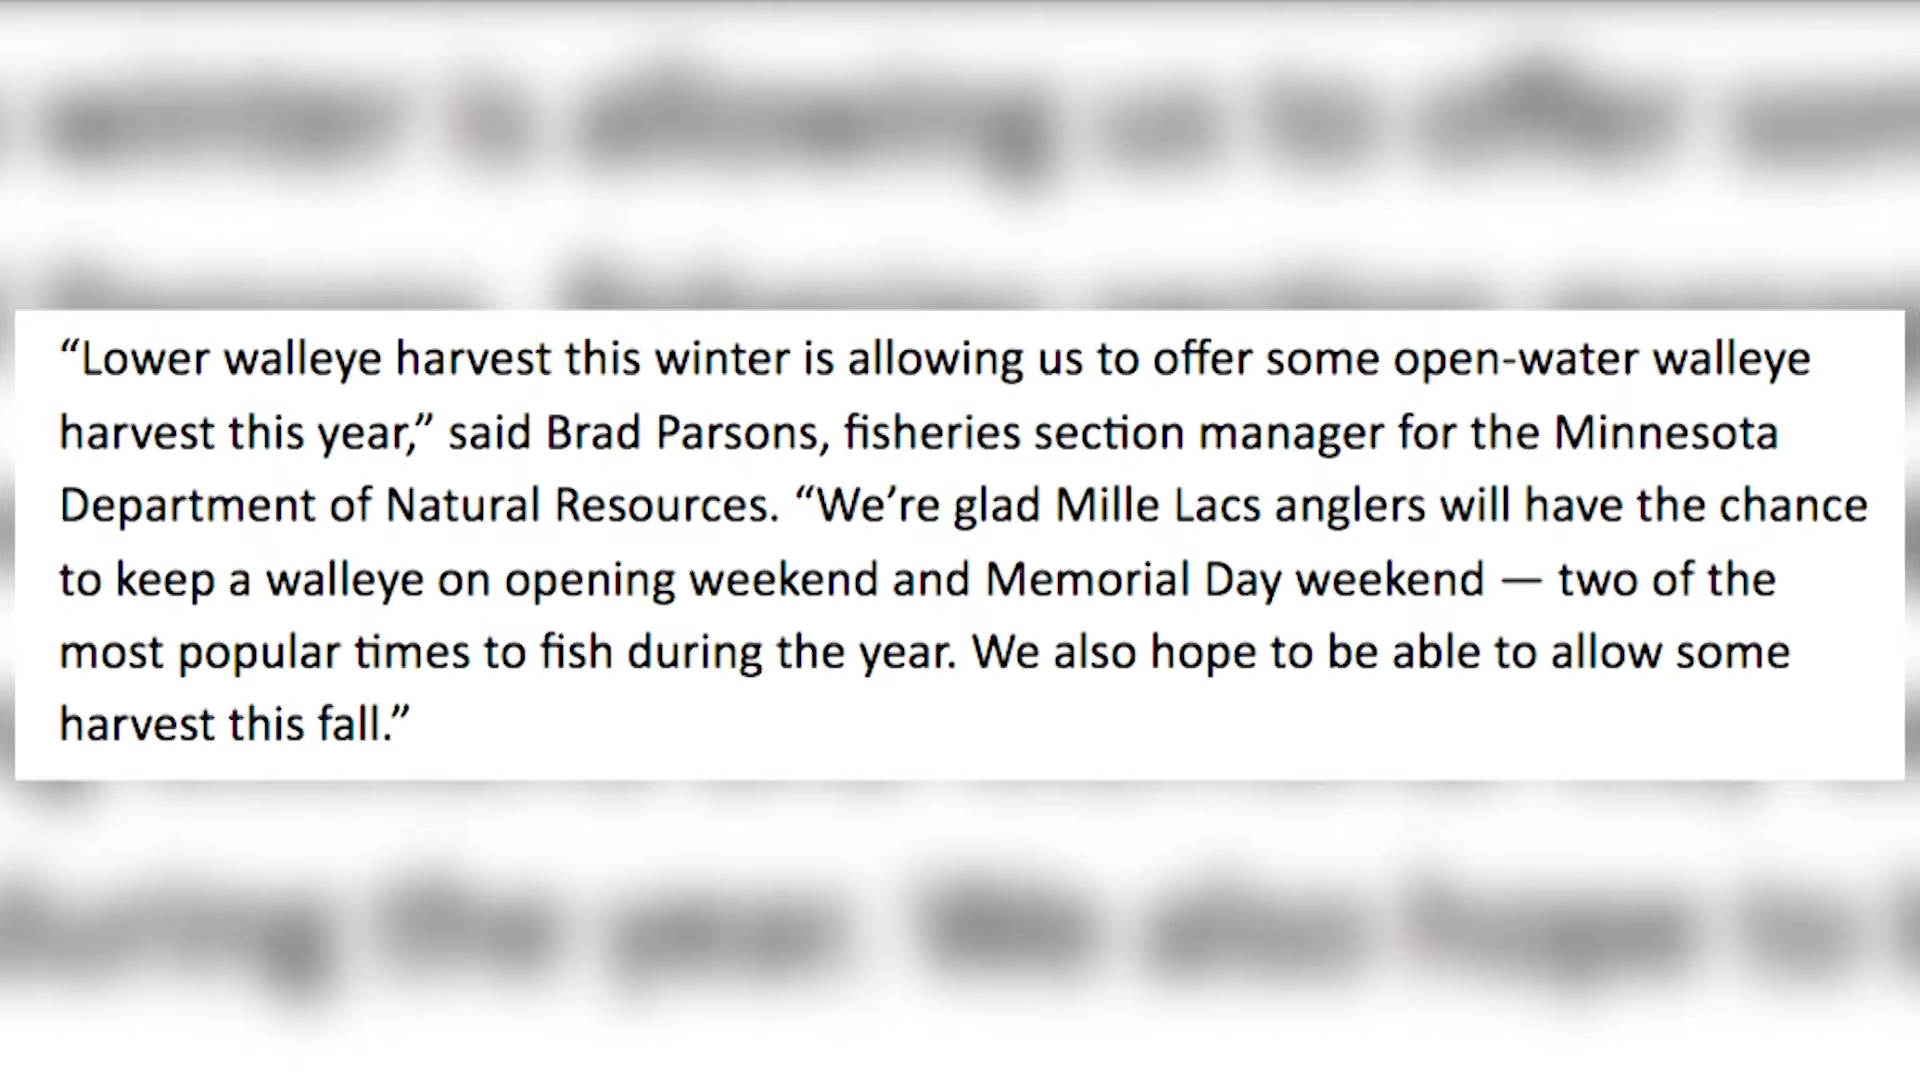 “Lower walleye harvest this winter is allowing us to offer some open-water walleye
harvest this year,” said Brad Parsons, fisheries section manager for the Minnesota
Department of Natural Resources. “We’re glad Mille Lacs anglers will have the chance
to keep a walleye on opening weekend and Memorial Day weekend — two of the
most popular times to fish during the year. We also hope to be able to allow some
harvest this fall.”